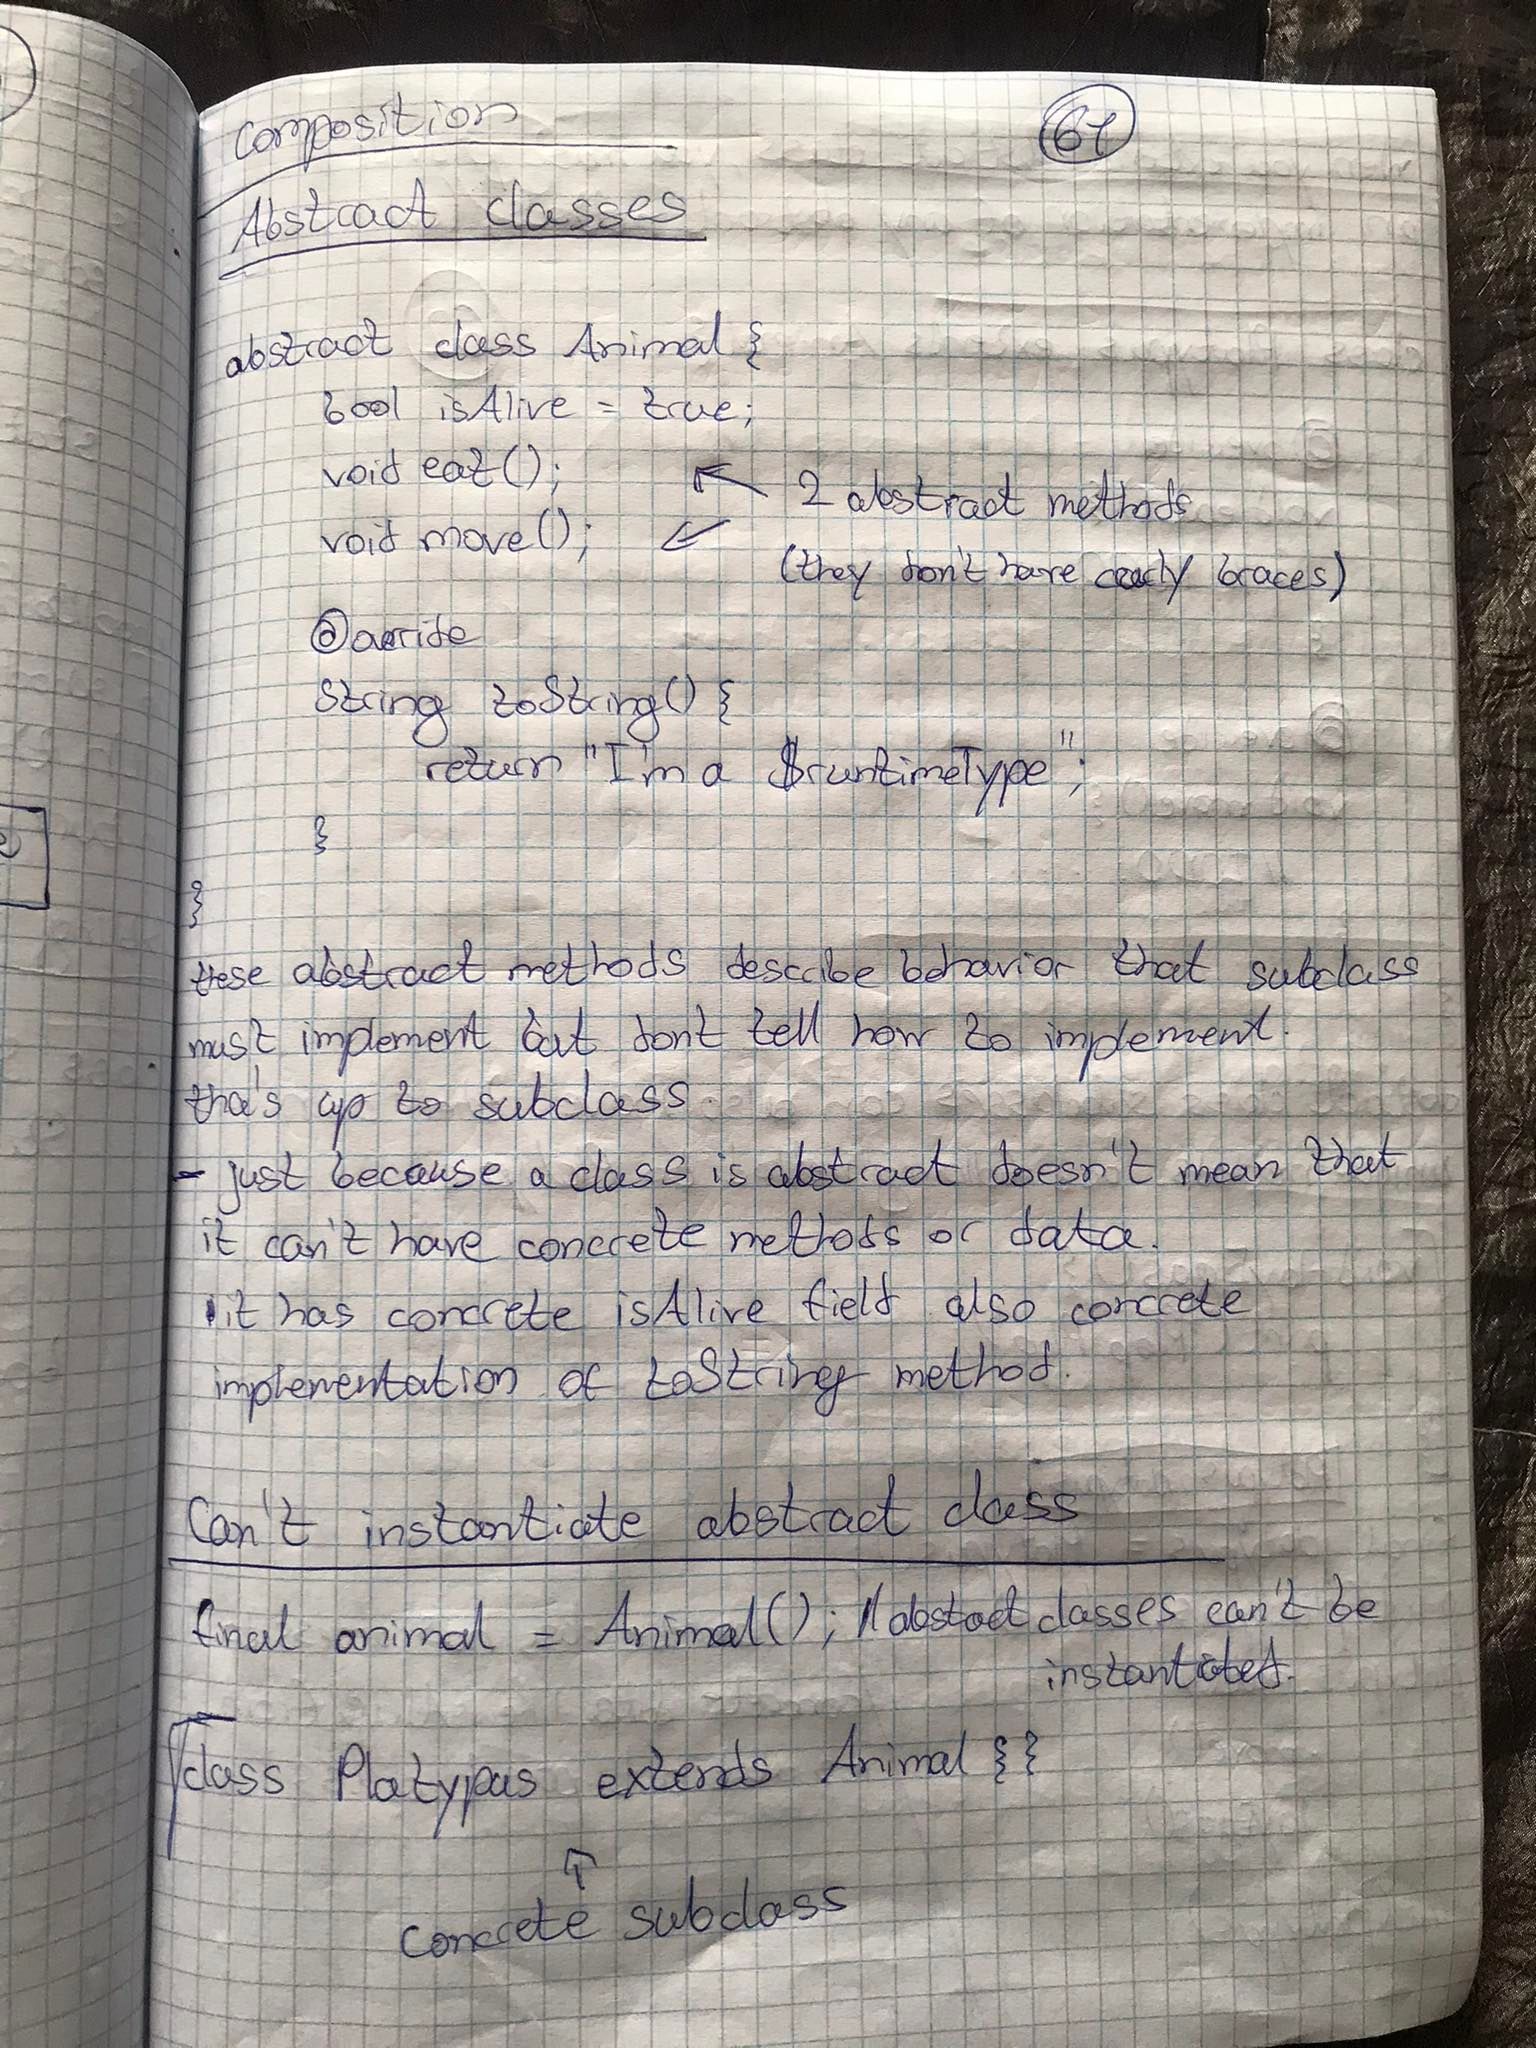 Composition
61
Abstract classes
abstract class Animal {
bool isAlive = true;
void eat();
2 abstract methods
void move();
(they don't have curly braces)
@override
String toString() {
return "I'm a $runtimeType";
}
}
these abstract methods describe behavior that subclass
must implement but dont tell how to implement.
tha's up to subclass
- just because a class is abstract doesn't mean that
it can't have concrete methods or data.
it has concrete isAlive field also concrete
implementation of toString method.
Can't instantiate abstract class
final animal = Animal(); // abstract classes can't be
instantiated.
class Platypus extends Animal { }
concrete subclass